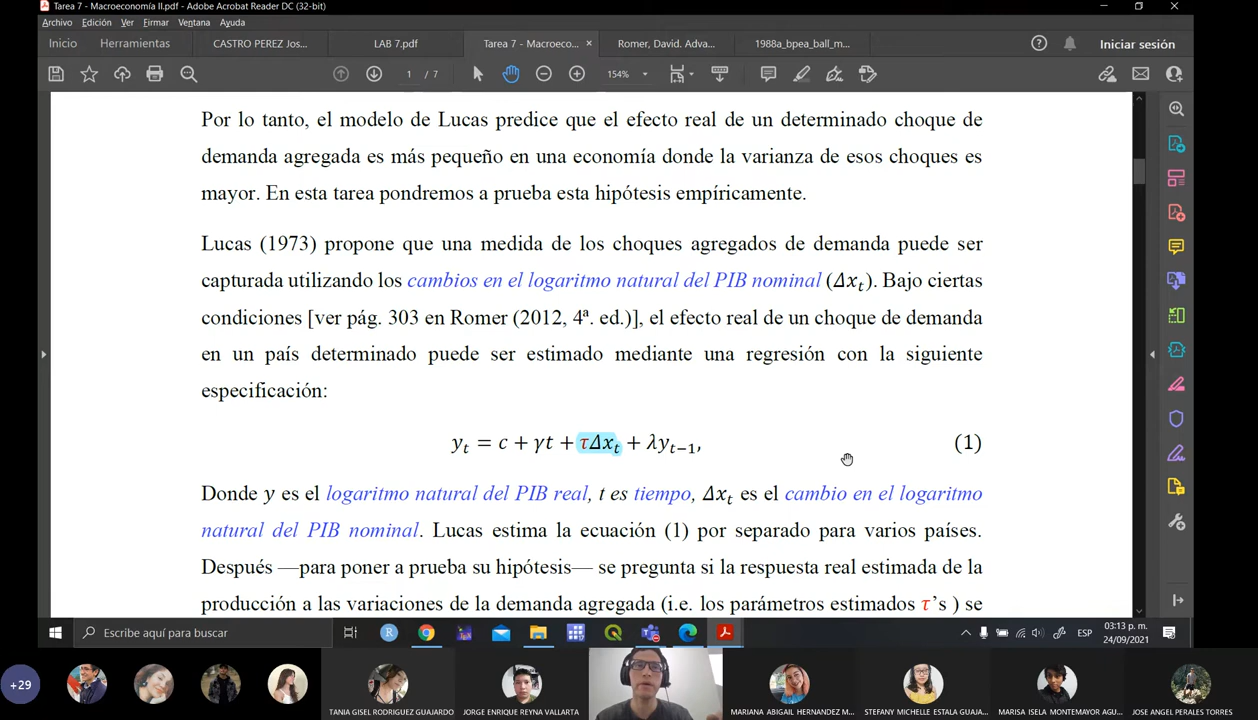 Tarea 7 - Macroeconomía II.pdf - Adobe Acrobat Reader DC (32-bit)
Archivo Edición Ver Firmar Ventana Ayuda
Inicio Herramientas CASTRO PEREZ Jos... LAB 7.pdf Tarea 7 - Macroeco... × Romer, David. Adva... 1988a_bpea_ball_m... Iniciar sesión
1 / 7 154%
Por lo tanto, el modelo de Lucas predice que el efecto real de un determinado choque de
demanda agregada es más pequeño en una economía donde la varianza de esos choques es
mayor. En esta tarea pondremos a prueba esta hipótesis empíricamente.
Lucas (1973) propone que una medida de los choques agregados de demanda puede ser
capturada utilizando los cambios en el logaritmo natural del PIB nominal (Δxₜ). Bajo ciertas
condiciones [ver pág. 303 en Romer (2012, 4ª. ed.)], el efecto real de un choque de demanda
en un país determinado puede ser estimado mediante una regresión con la siguiente
especificación:
yₜ = c + γt + τΔxₜ + λyₜ₋₁, (1)
Donde y es el logaritmo natural del PIB real, t es tiempo, Δxₜ es el cambio en el logaritmo
natural del PIB nominal. Lucas estima la ecuación (1) por separado para varios países.
Después —para poner a prueba su hipótesis— se pregunta si la respuesta real estimada de la
producción a las variaciones de la demanda agregada (i.e. los parámetros estimados τ's ) se
Escribe aquí para buscar
ESP
03:13 p. m.
24/09/2021
+29
TANIA GISEL RODRIGUEZ GUAJARDO
JORGE ENRIQUE REYNA VALLARTA
MARIANA ABIGAIL HERNANDEZ M...
STEFANY MICHELLE ESTALA GUAJA...
MARISA ISELA MONTEMAYOR AGU...
JOSE ANGEL PERALES TORRES